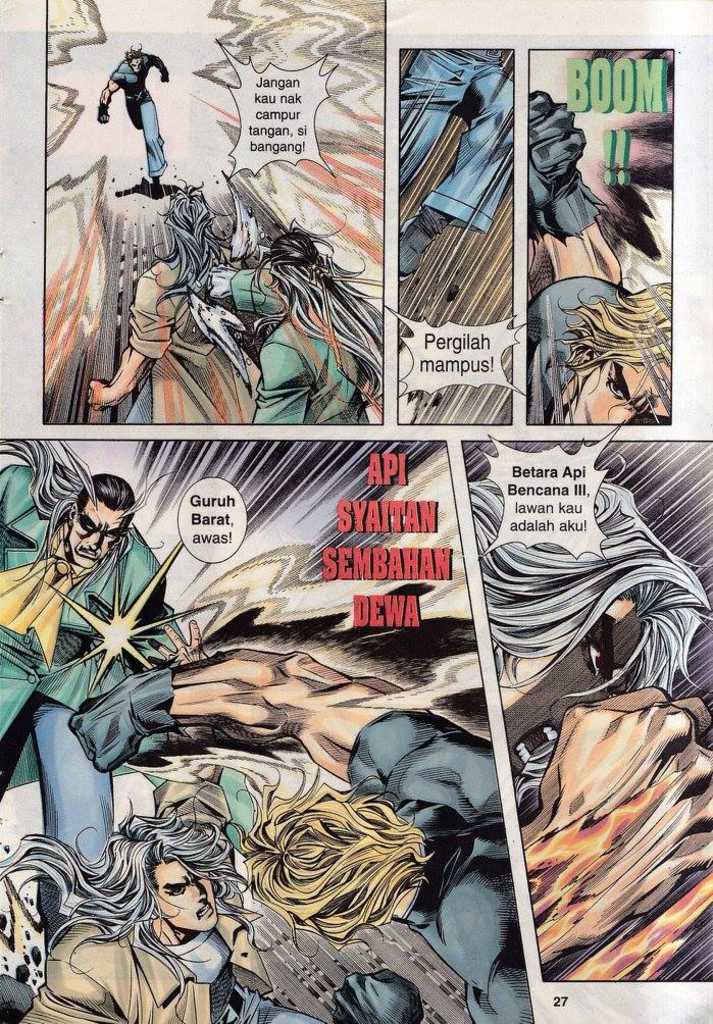 Jangan
kau nak
campur
tangan, si
bangang!
Pergilah
mampus!
BOOM
!!
Guruh
Barat,
awas!
API
SYAITAN
SEMBAHAN
DEWA
Betara Api
Bencana III,
lawan kau
adalah aku!
27